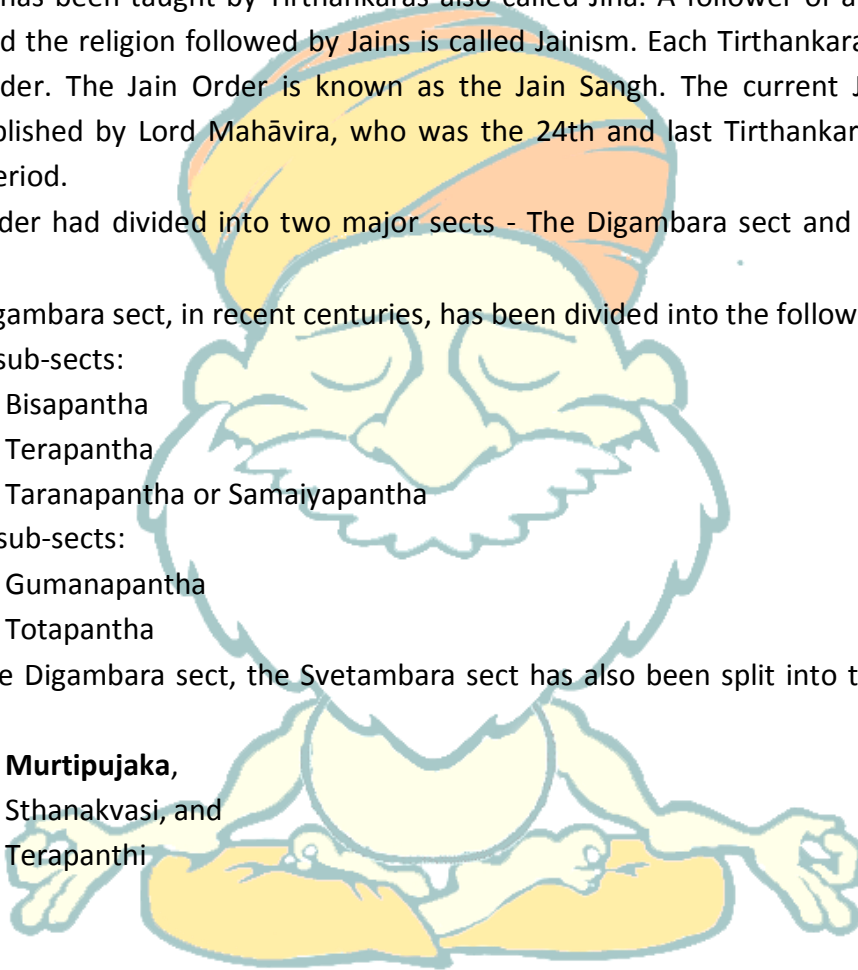 has been taught by Tirthankaras also called Jina. A follower of a
d the religion followed by Jains is called Jainism. Each Tirthankara
der. The Jain Order is known as the Jain Sangh. The current J
blished by Lord Mahāvira, who was the 24th and last Tirthankar
eriod.
der had divided into two major sects - The Digambara sect and
gambara sect, in recent centuries, has been divided into the follow
sub-sects:
Bisapantha
Terapantha
Taranapantha or Samaiyapantha
sub-sects:
Gumanapantha
Totapantha
e Digambara sect, the Svetambara sect has also been split into t
Murtipujaka,
Sthanakvasi, and
Terapanthi